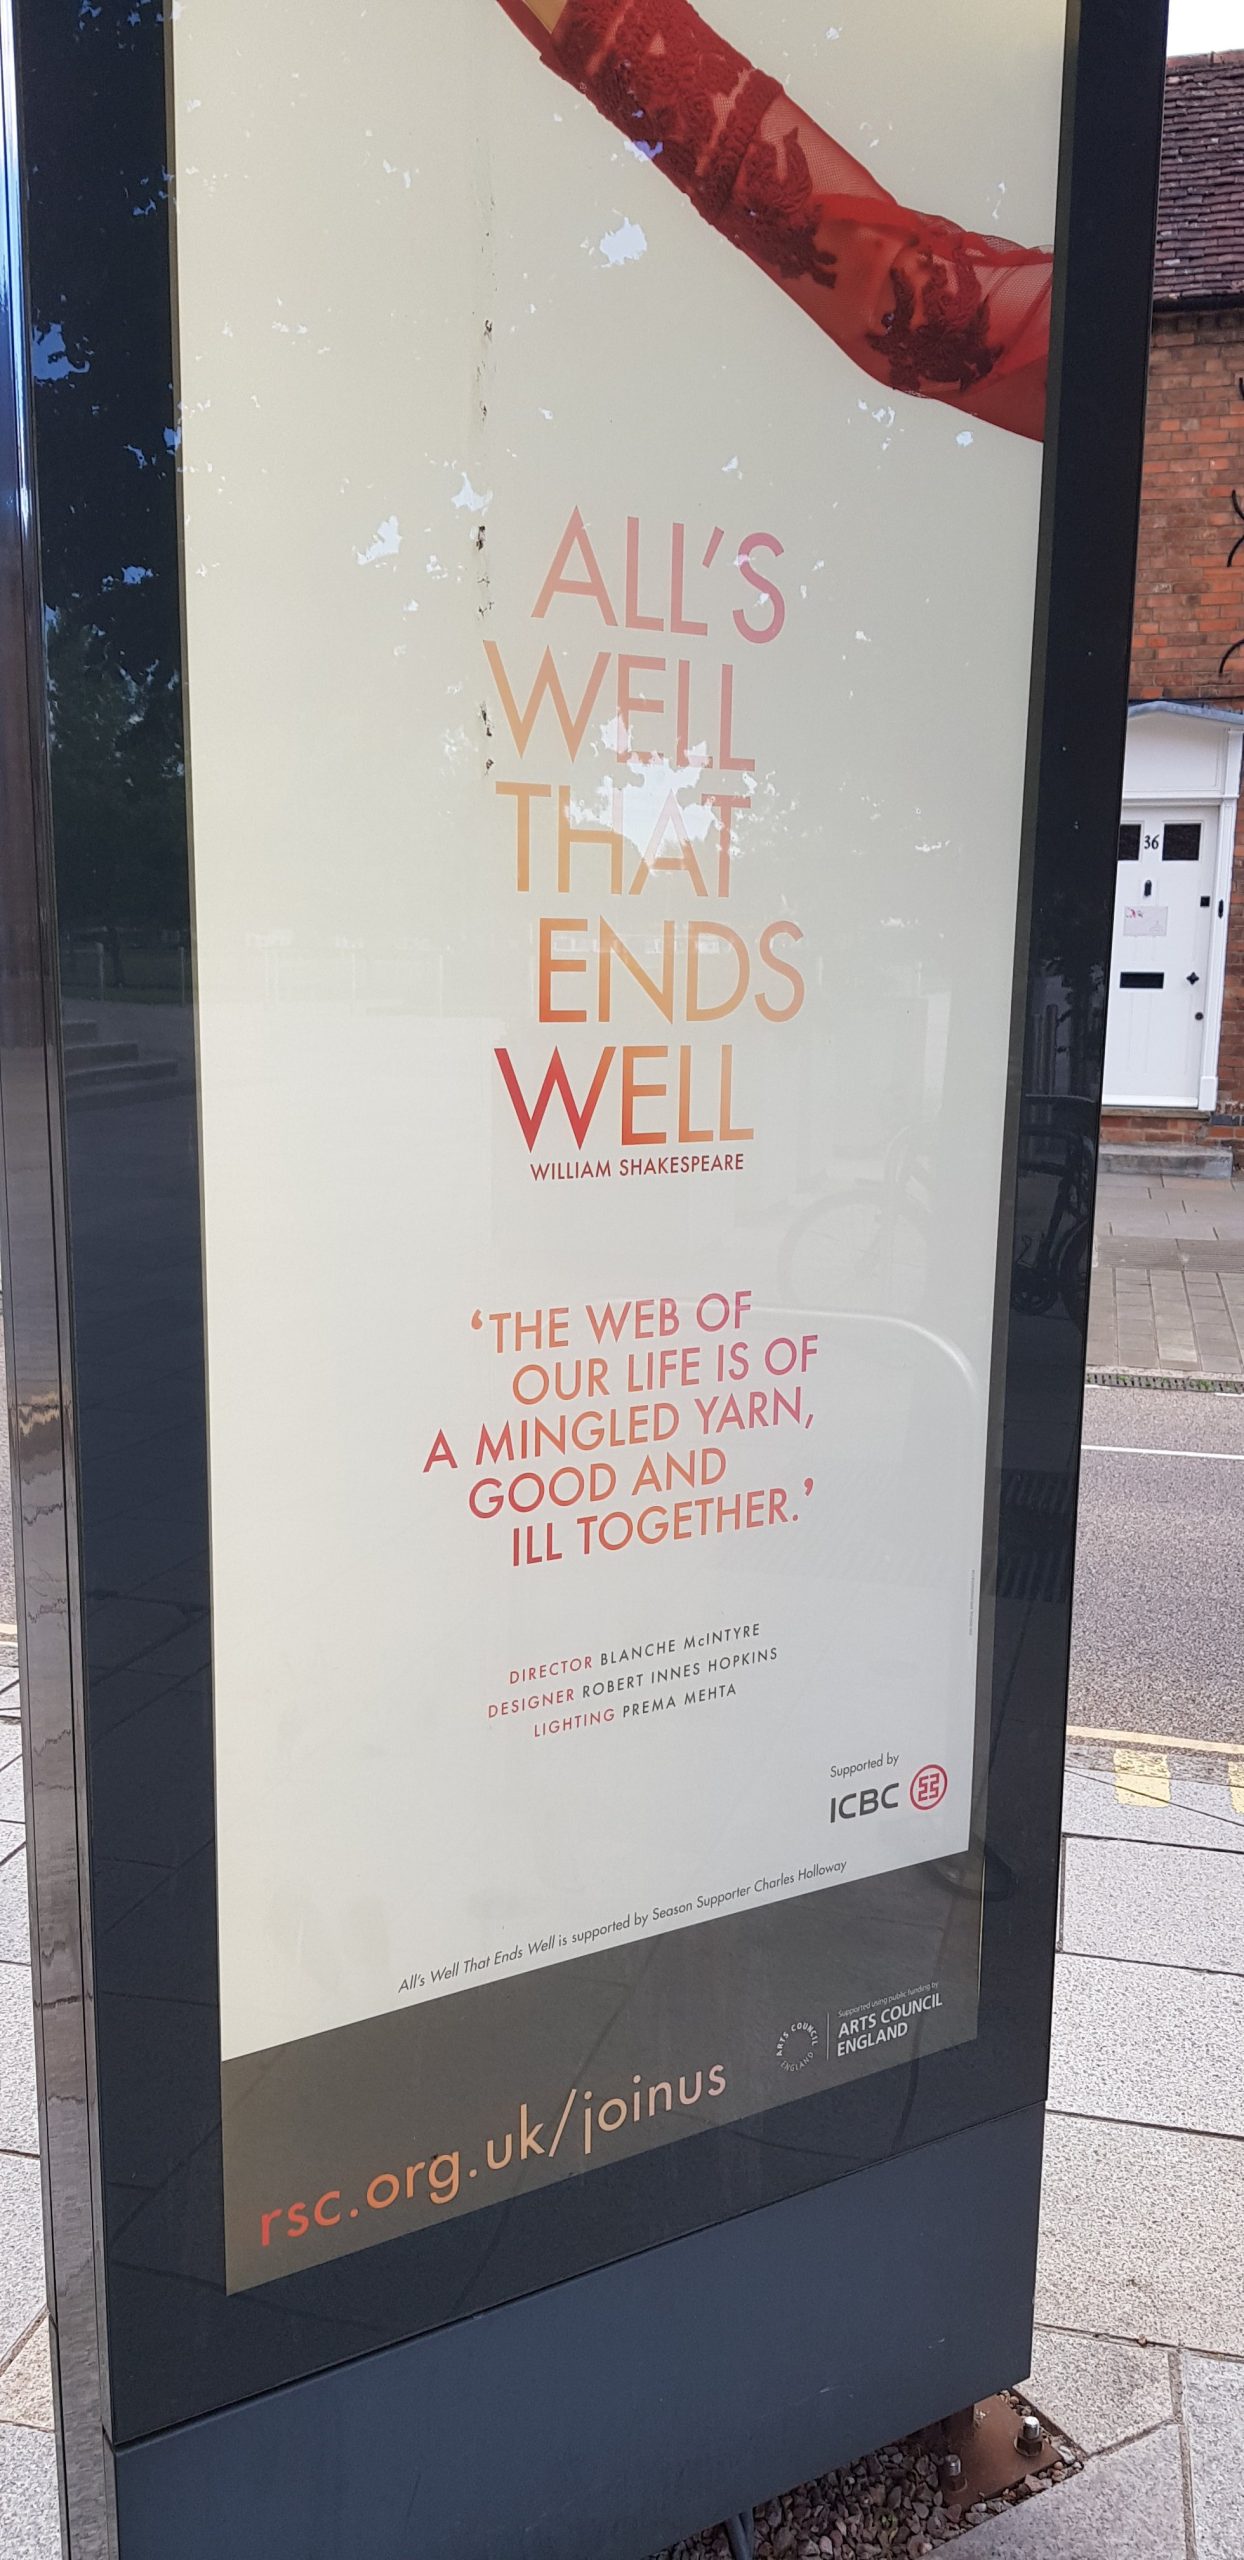 ALL'S
WELL
THAT
ENDS
WELL
WILLIAM SHAKESPEARE
36
'THE WEB OF
OUR LIFE IS OF
A MINGLED YARN,
GOOD AND
ILL TOGETHER.'
DIRECTOR BLANCHE McINTYRE
DESIGNER ROBERT INNES HOPKINS
LIGHTING PREMA MEHTA
Supported by
ICBC
All's Well That Ends Well is supported by Season Supporter Charles Holloway
Supported using public funding by
ARTS COUNCIL
ENGLAND
ARTS COUNCIL
ENGLAND
rsc.org.uk/joinus